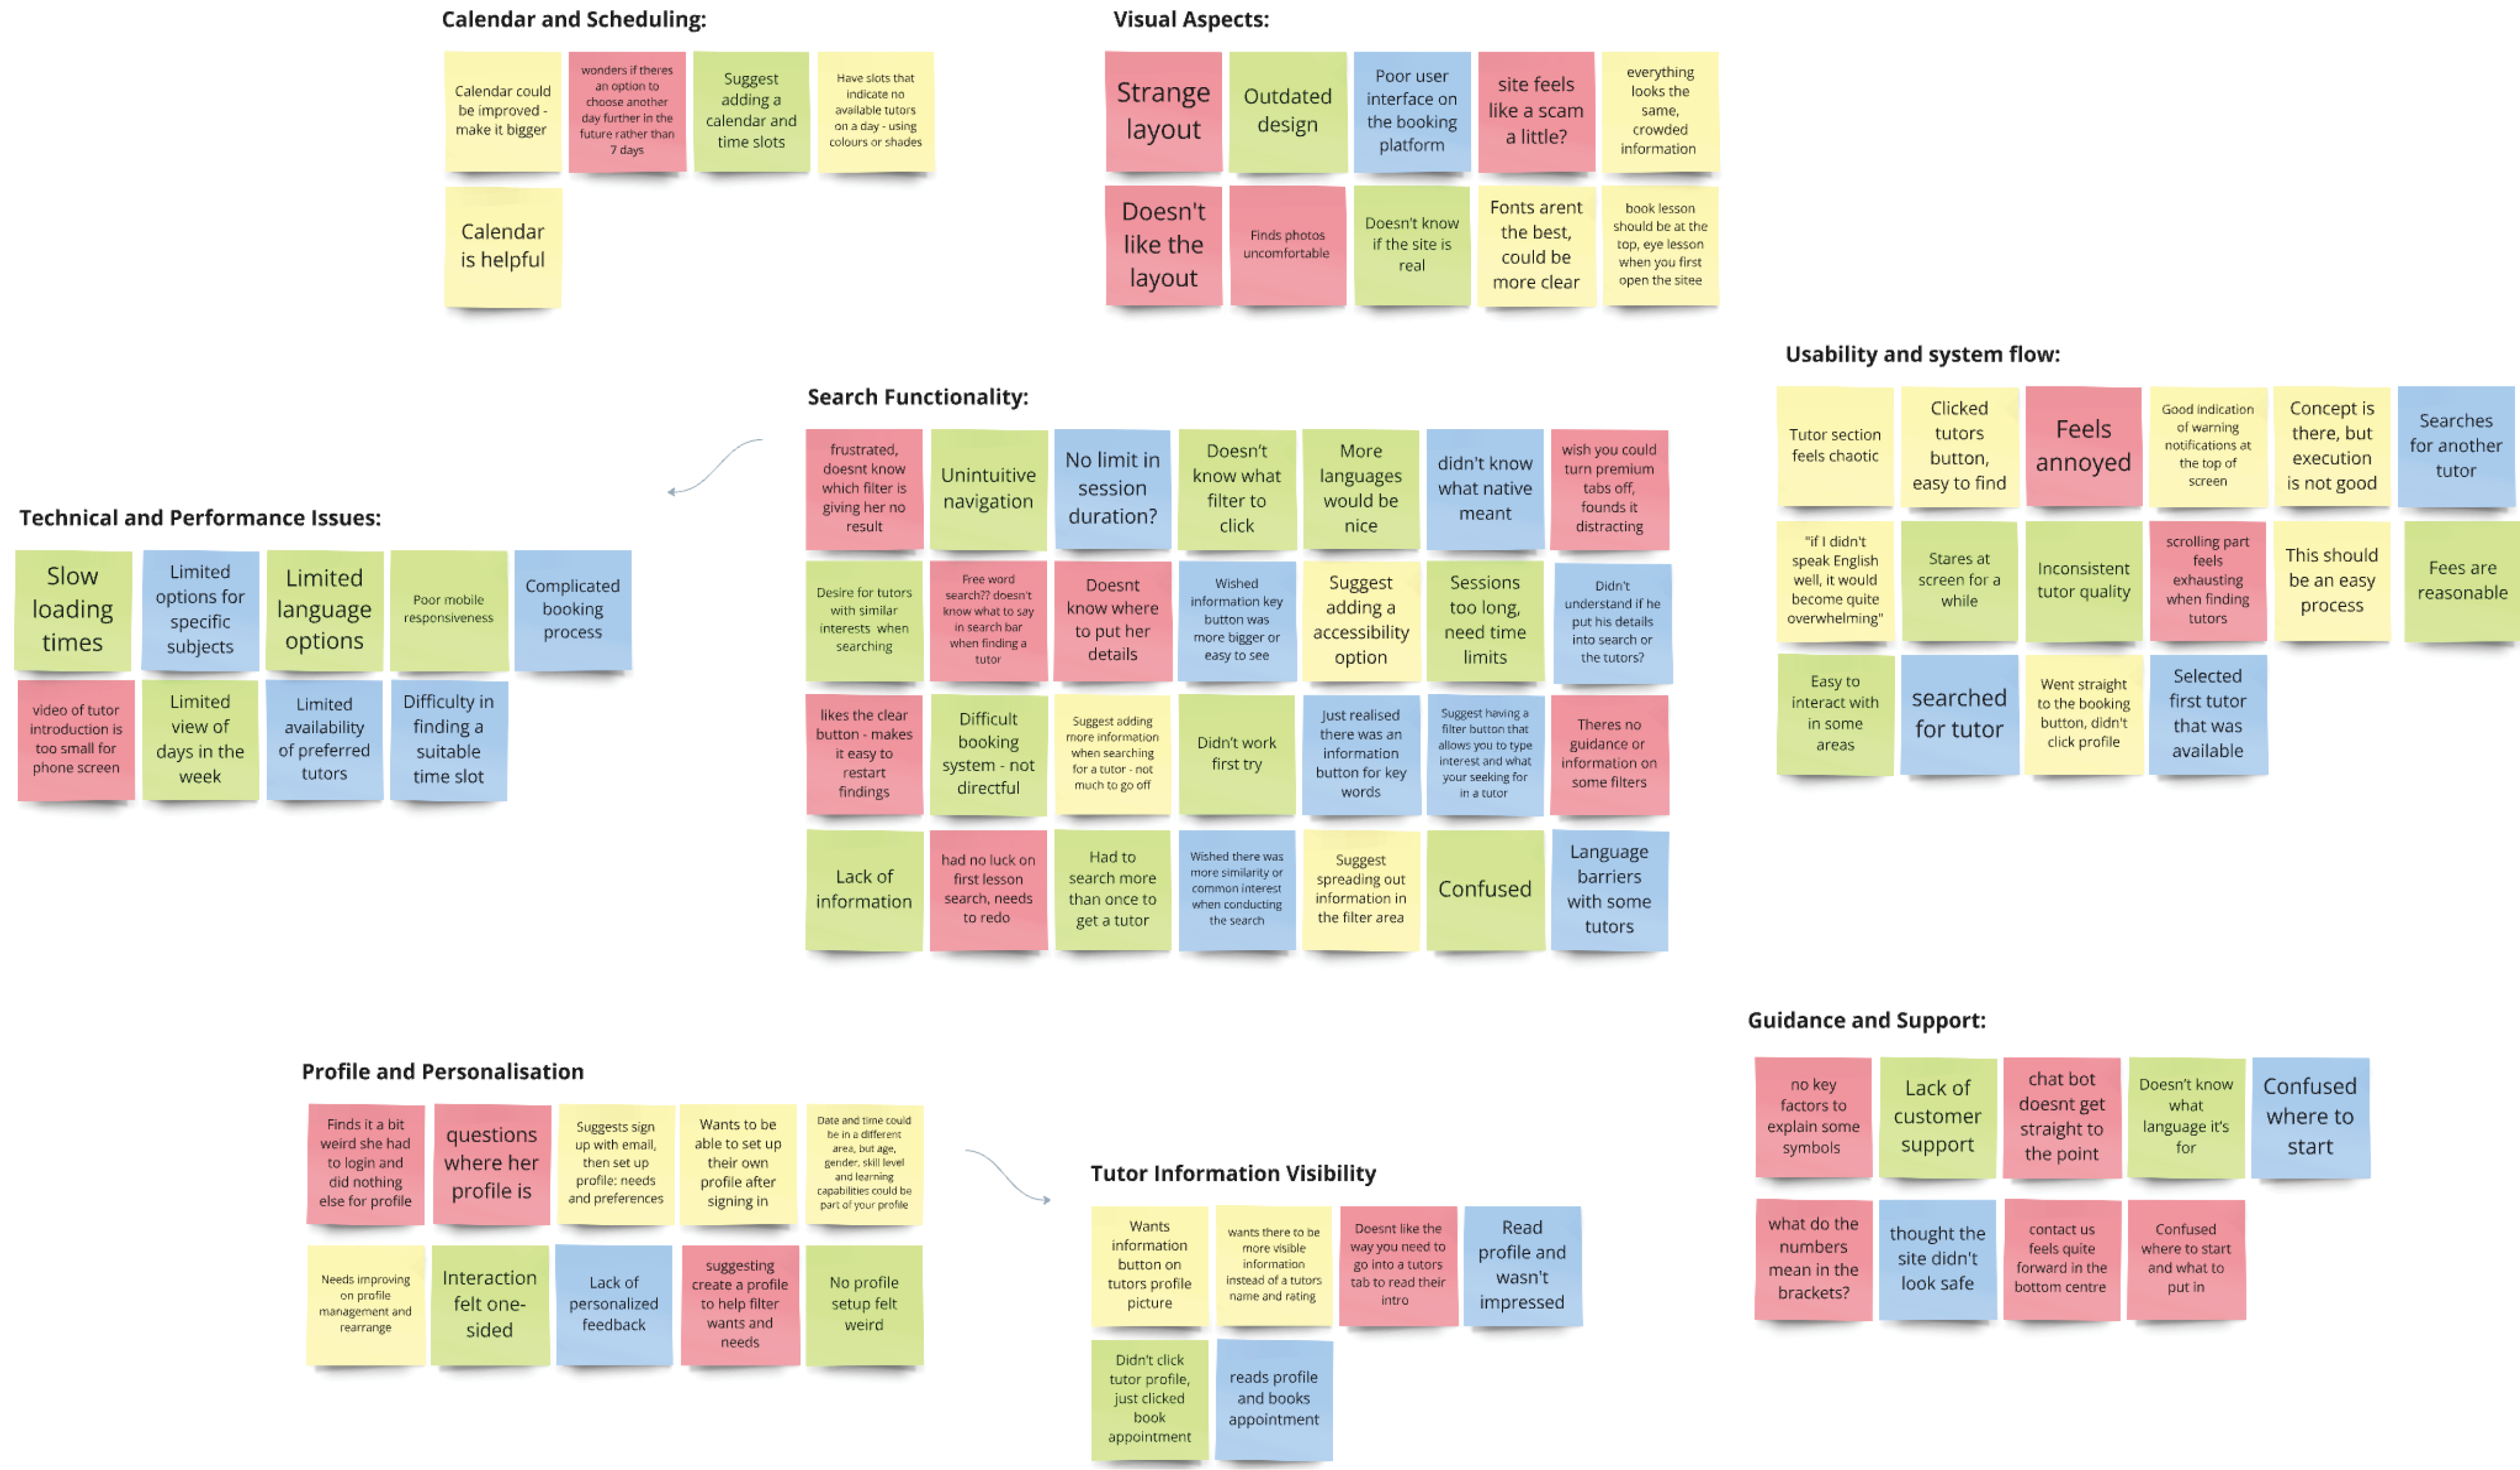 Calendar and Scheduling:
Calendar could
be improved -
make it bigger
wonders if theres
an option to
choose another
day further in the
future rather than
7 days
Suggest
adding a
calendar and
time slots
Have slots that
indicate no
available tutors
on a day - using
colours or shades
Calendar
is helpful
Visual Aspects:
Strange
layout
Outdated
design
Poor user
interface on
the booking
platform
site feels
like a scam
a little?
everything
looks the
same,
crowded
information
Doesn't
like the
layout
Finds photos
uncomfortable
Doesn't know
if the site is
real
Fonts arent
the best,
could be
more clear
book lesson
should be at the
top, eye lesson
when you first
open the sitee
Usability and system flow:
Tutor section
feels chaotic
Clicked
tutors
button,
easy to find
Feels
annoyed
Good indication
of warning
notifications at
the top of
screen
Concept is
there, but
execution
is not good
Searches
for another
tutor
"if I didn't
speak English
well, it would
become quite
overwhelming"
Stares at
screen for a
while
Inconsistent
tutor quality
scrolling part
feels
exhausting
when finding
tutors
This should
be an easy
process
Fees are
reasonable
Easy to
interact with
in some
areas
searched
for tutor
Went straight
to the booking
button, didn't
click profile
Selected
first tutor
that was
available
Search Functionality:
frustrated,
doesnt know
which filter is
giving her no
result
Unintuitive
navigation
No limit in
session
duration?
Doesn't
know what
filter to
click
More
languages
would be
nice
didn't know
what native
meant
wish you could
turn premium
tabs off,
founds it
distracting
Desire for tutors
with similar
interests when
searching
Free word
search?? doesn't
know what to say
in search bar
when finding a
tutor
Doesnt
know where
to put her
details
Wished
information key
button was
more bigger or
easy to see
Suggest
adding a
accessibility
option
Sessions
too long,
need time
limits
Didn't
understand if he
put his details
into search or
the tutors?
likes the clear
button - makes
it easy to
restart
findings
Difficult
booking
system - not
directful
Suggest adding
more information
when searching
for a tutor - not
much to go off
Didn't work
first try
Just realised
there was an
information
button for key
words
Suggest having a
filter button that
allows you to type
interest and what
your seeking for
in a tutor
Theres no
guidance or
information on
some filters
Lack of
information
had no luck on
first lesson
search, needs
to redo
Had to
search more
than once to
get a tutor
Wished there was
more similarity or
common interest
when conducting
the search
Suggest
spreading out
information in
the filter area
Confused
Language
barriers
with some
tutors
Technical and Performance Issues:
Slow
loading
times
Limited
options for
specific
subjects
Limited
language
options
Poor mobile
responsiveness
Complicated
booking
process
video of tutor
introduction is
too small for
phone screen
Limited
view of
days in the
week
Limited
availability
of preferred
tutors
Difficulty in
finding a
suitable
time slot
Guidance and Support:
no key
factors to
explain some
symbols
Lack of
customer
support
chat bot
doesnt get
straight to
the point
Doesn't know
what
language it's
for
Confused
where to
start
what do the
numbers
mean in the
brackets?
thought the
site didn't
look safe
contact us
feels quite
forward in the
bottom centre
Confused
where to start
and what to
put in
Profile and Personalisation
Finds it a bit
weird she had
to login and
did nothing
else for profile
questions
where her
profile is
Suggests sign
up with email,
then set up
profile: needs
and preferences
Wants to be
able to set up
their own
profile after
signing in
Date and time could
be in a different
area, but age,
gender, skill level
and learning
capabilities could be
part of your profile
Needs improving
on profile
management and
rearrange
Interaction
felt one-
sided
Lack of
personalized
feedback
suggesting
create a profile
to help filter
wants and
needs
No profile
setup felt
weird
Tutor Information Visibility
Wants
information
button on
tutors profile
picture
wants there to be
more visible
information
instead of a tutors
name and rating
Doesnt like the
way you need to
go into a tutors
tab to read their
intro
Read
profile and
wasn't
impressed
Didn't click
tutor profile,
just clicked
book
appointment
reads profile
and books
appointment